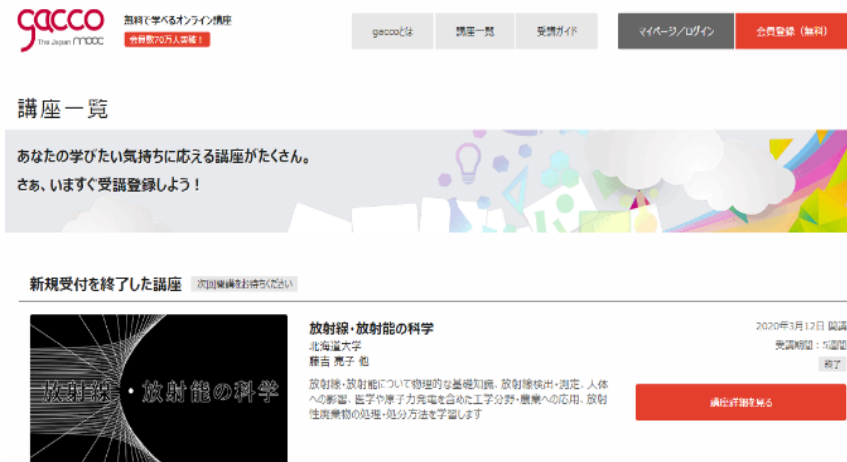 gacco
The Japan MOOC
無料で学べるオンライン講座
会員数70万人突破！
gaccoとは
講座一覧
受講ガイド
マイページ／ログイン
会員登録（無料）
講座一覧
あなたの学びたい気持ちに応える講座がたくさん。
さぁ、いますぐ受講登録しよう！
新規受付を終了した講座
次回開講をお待ちください
放射線・放射能の科学
放射線・放射能の科学
北海道大学
藤吉 亮子 他
放射線・放射能について物理的な基礎知識、放射線検出・測定、人体
への影響、医学や原子力発電を含めた工学分野・農業への応用、放射
性廃棄物の処理・処分方法を学習します
2020年3月12日 開講
受講期間：5週間
終了
講座詳細を見る